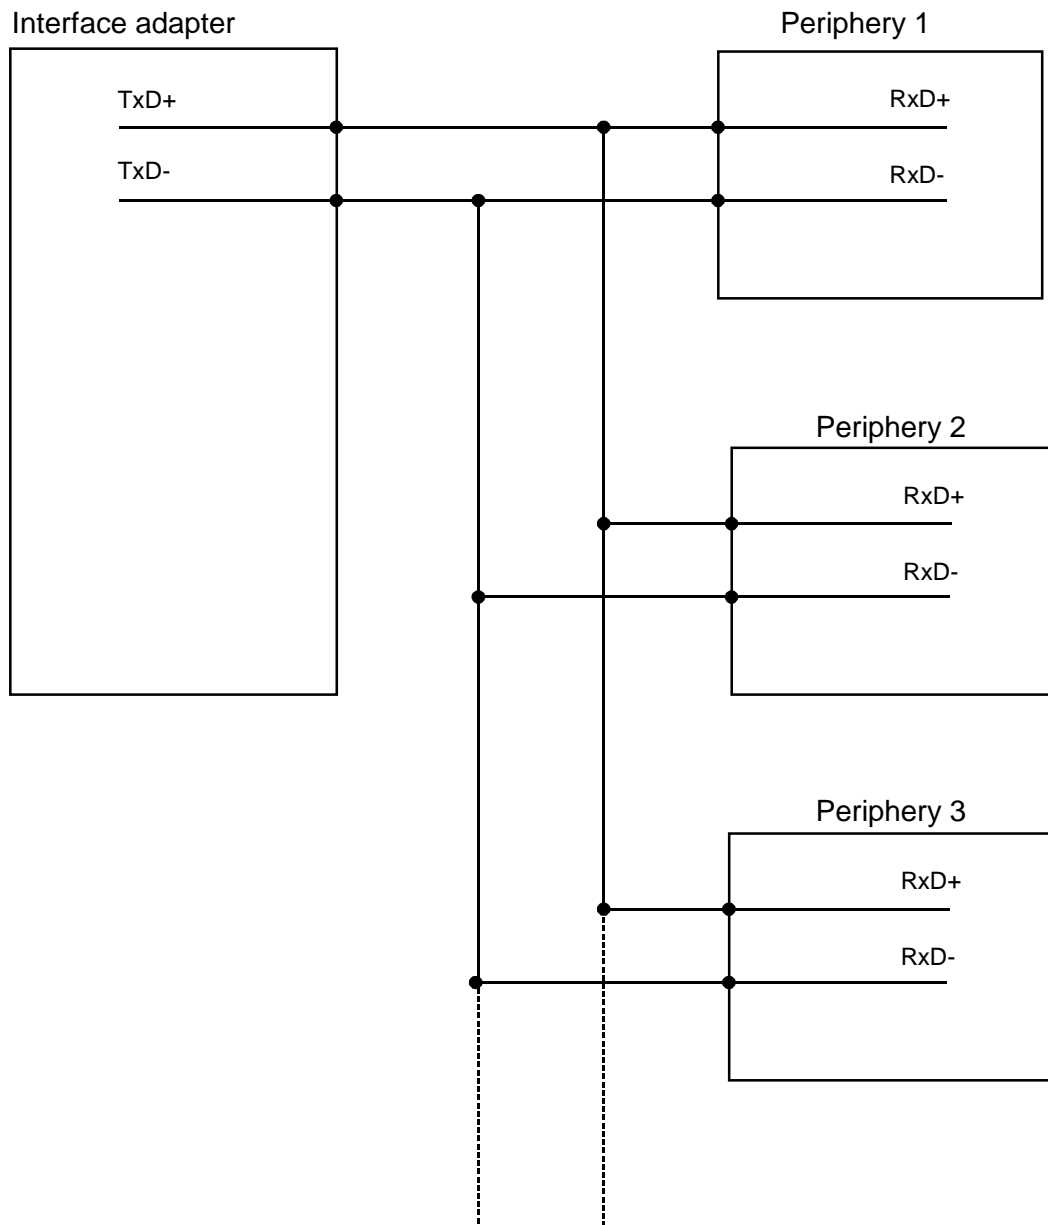 Interface adapter
Periphery 1
TxD+
RxD+
TxD-
RxD-
Periphery 2
RxD+
RxD-
Periphery 3
RxD+
RxD-